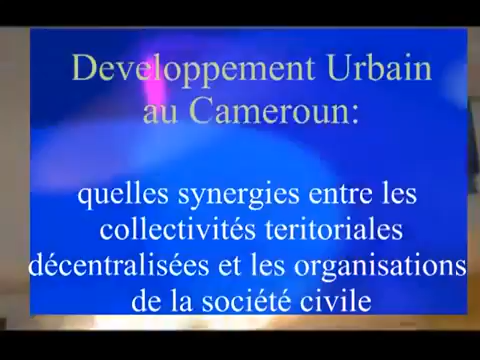 Developpement Urbain
au Cameroun:
quelles synergies entre les
collectivités teritoriales
décentralisées et les organisations
de la société civile